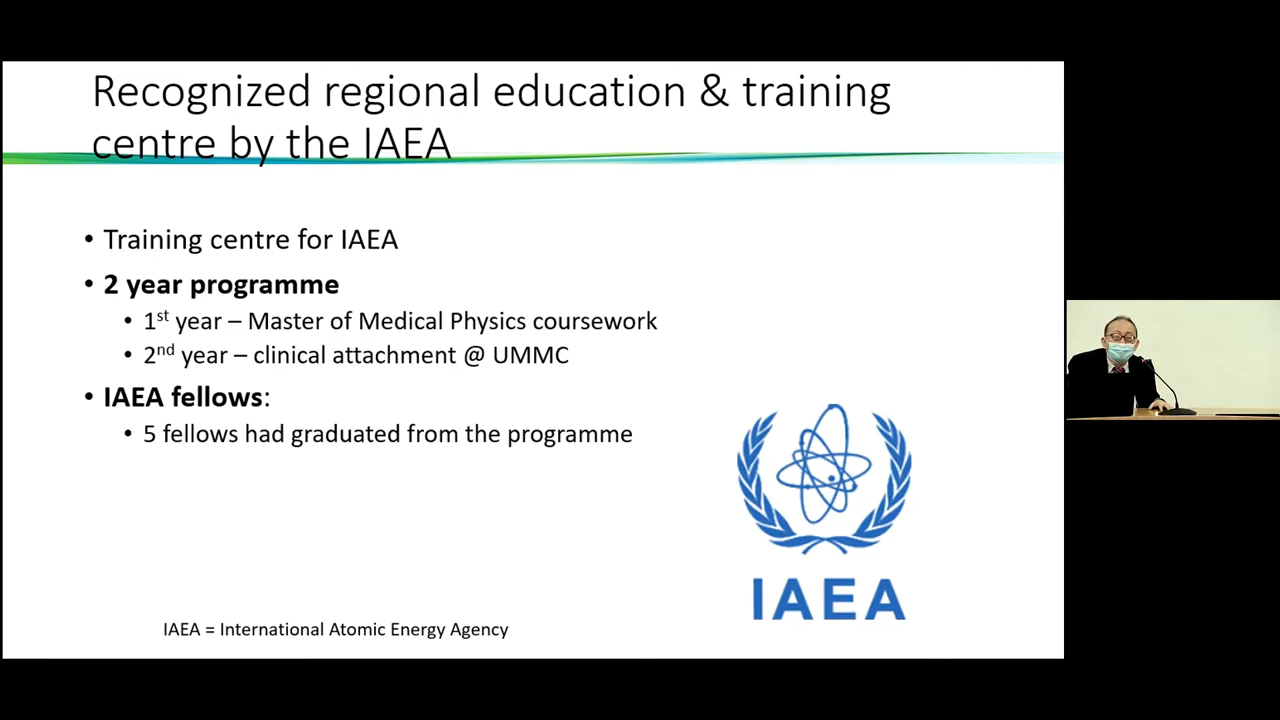 Recognized regional education & training
centre by the IAEA
• Training centre for IAEA
• 2 year programme
• 1st year – Master of Medical Physics coursework
• 2nd year – clinical attachment @ UMMC
• IAEA fellows:
• 5 fellows had graduated from the programme
IAEA
IAEA = International Atomic Energy Agency